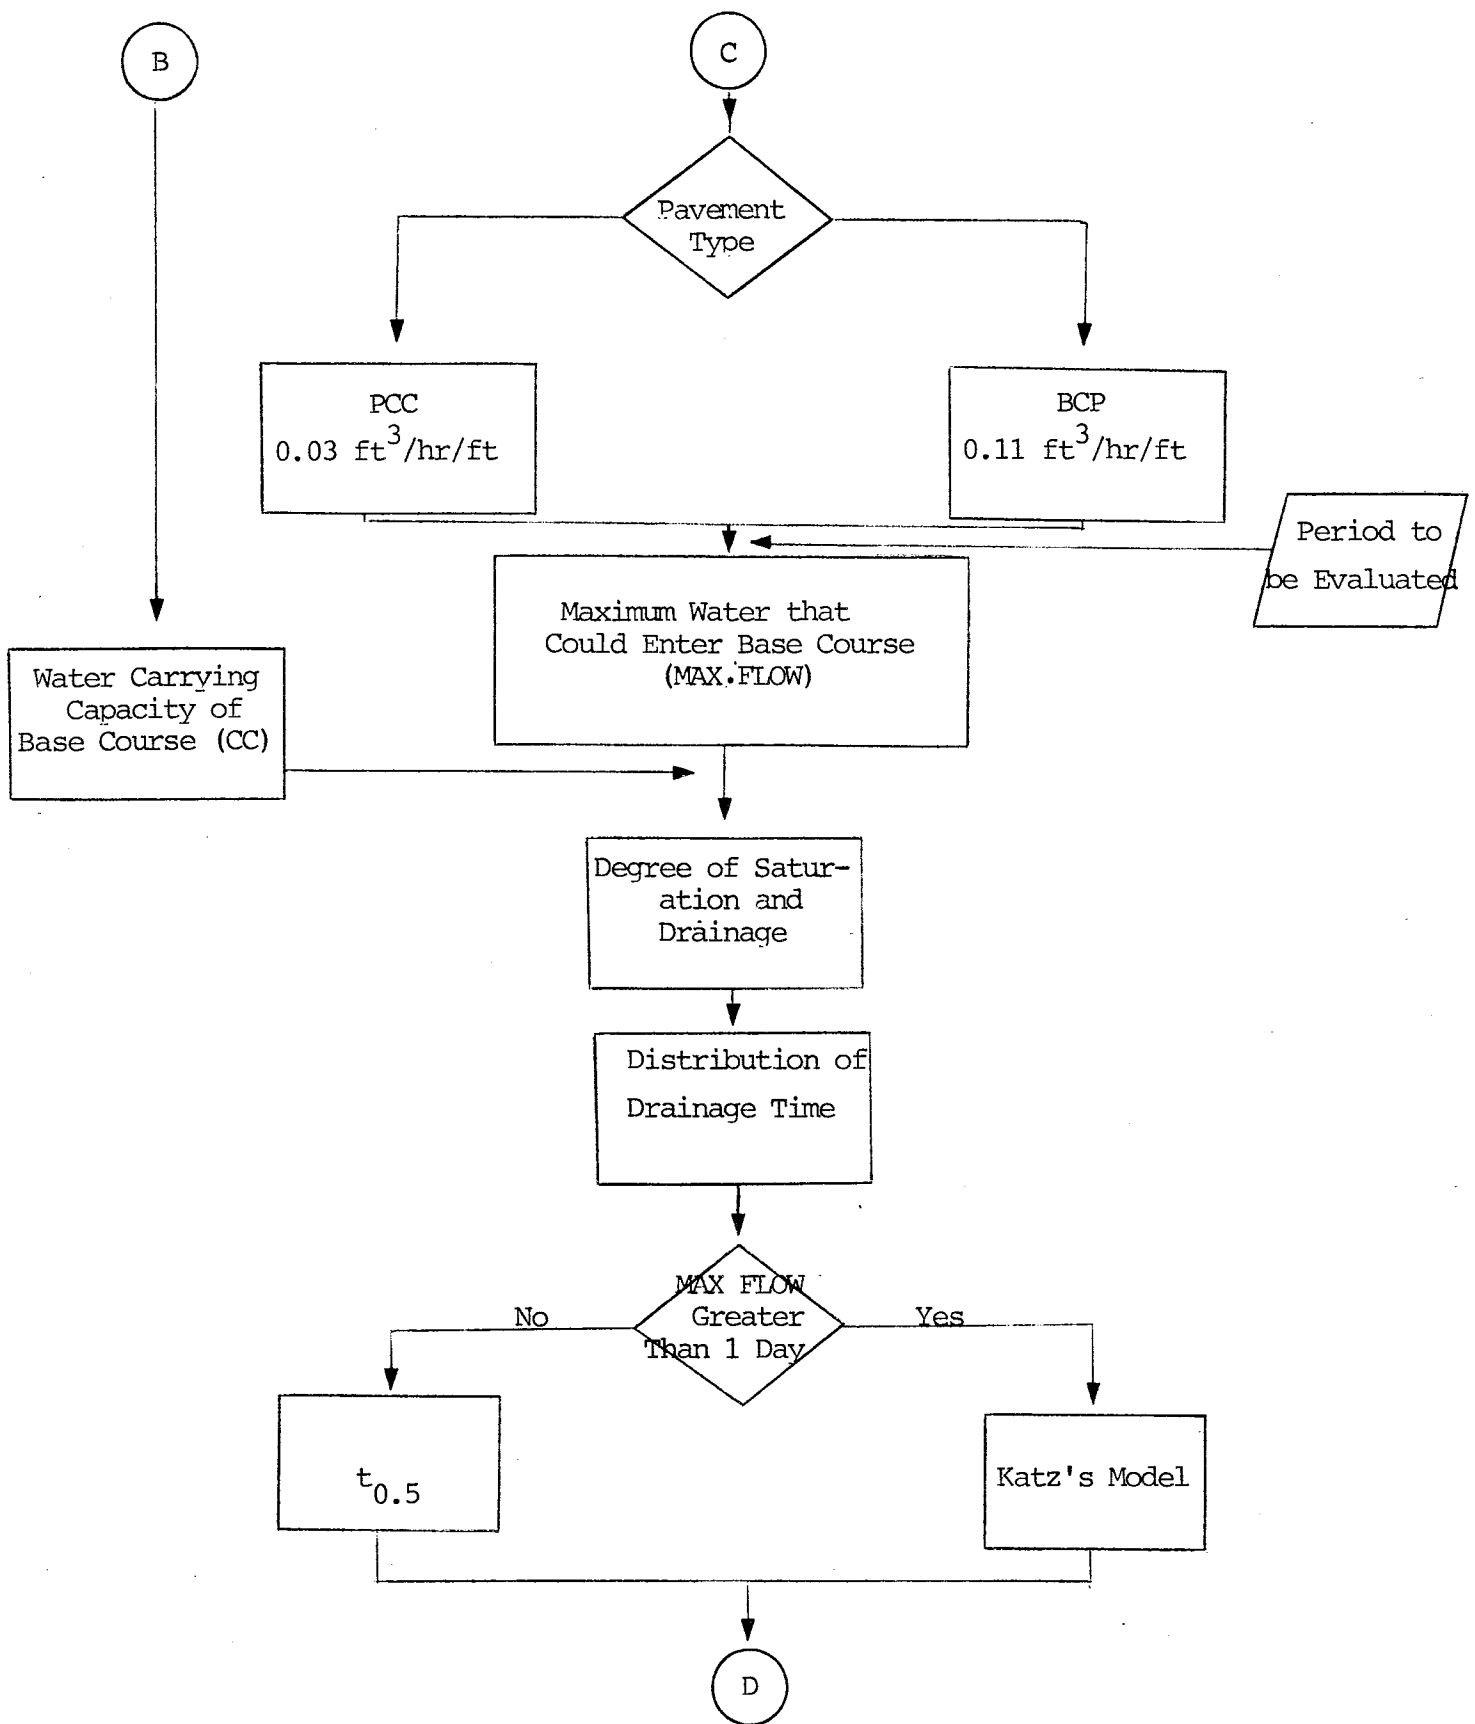 B
C
Pavement
Type
PCC
0.03 ft³/hr/ft
BCP
0.11 ft³/hr/ft
Period to
be Evaluated
Maximum Water that
Could Enter Base Course
(MAX.FLOW)
Water Carrying
Capacity of
Base Course (CC)
Degree of Satur-
ation and
Drainage
Distribution of
Drainage Time
MAX FLOW
Greater
Than 1 Day
No
Yes
t0.5
Katz's Model
D